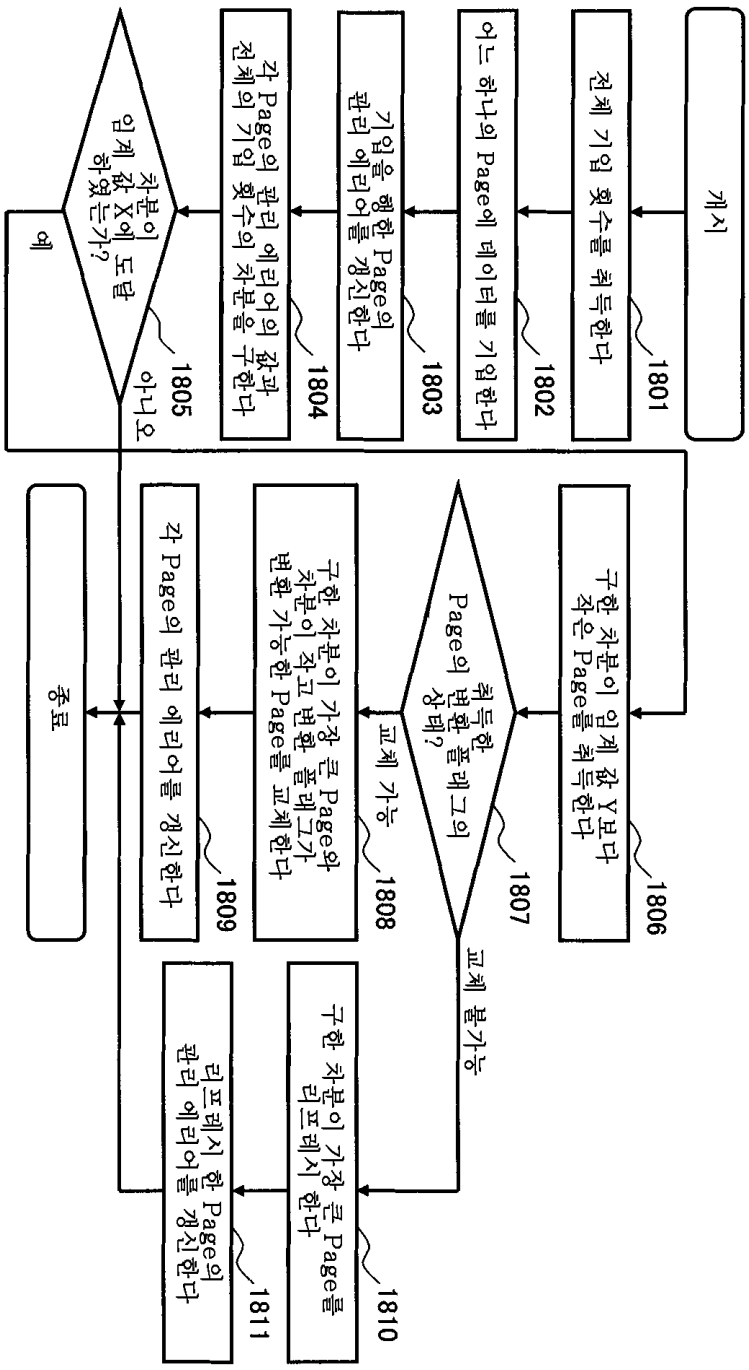 개시
전체 기입 횟수를 취득한다
1801
어느 하나의 Page에 데이터를 기입한다
1802
기입을 행한 Page의
관리 에리어를 갱신한다
1803
각 Page의 관리 에리어의 값과
전체의 기입 횟수의 차분을 구한다
1804
차분이
임계 값 X에 도달
하였는가?
1805
아니오
예
구한 차분이 임계 값 Y보다
작은 Page를 취득한다
1806
취득한
Page의 변환 플래그의
상태?
1807
교체 가능
교체 불가능
구한 차분이 가장 큰 Page와
차분이 작고 변환 플래그가
변환 가능한 Page를 교체한다
1808
각 Page의 관리 에리어를 갱신한다
1809
종료
구한 차분이 가장 큰 Page를
리프레시 한다
1810
리프레시 한 Page의
관리 에리어를 갱신한다
1811